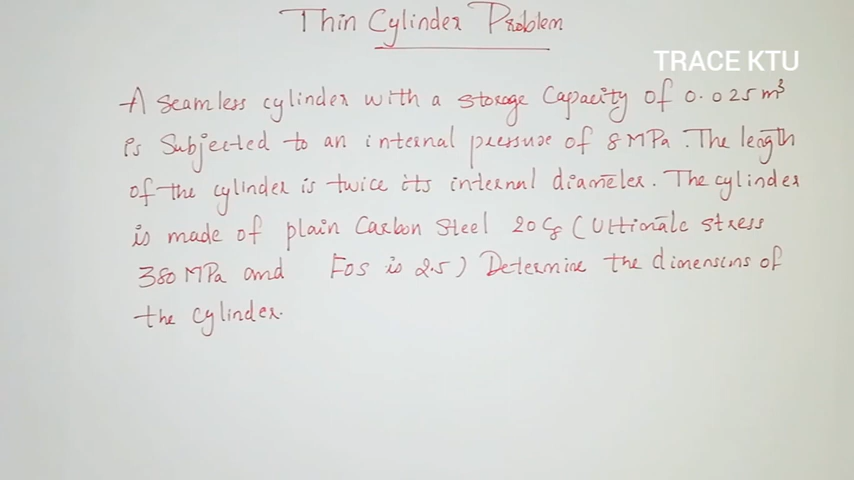 Thin Cylinder Problem
TRACE KTU
A seamless cylinder with a storage capacity of 0.025 m³
is subjected to an internal pressure of 8 MPa. The length
of the cylinder is twice its internal diameter. The cylinder
is made of plain carbon steel 20C8 (Ultimate stress
380 MPa and FOS is 2.5) Determine the dimensions of
the cylinder.